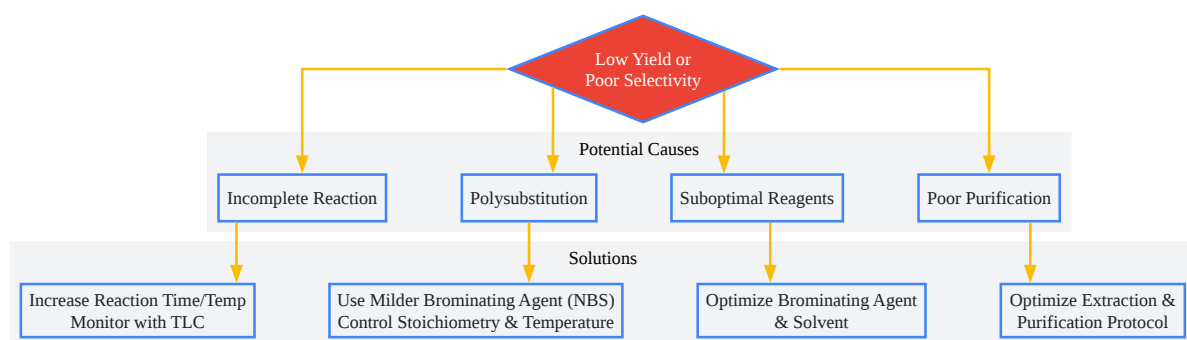 Low Yield or
Poor Selectivity
Potential Causes
Incomplete Reaction
Polysubstitution
Suboptimal Reagents
Poor Purification
Solutions
Increase Reaction Time/Temp
Monitor with TLC
Use Milder Brominating Agent (NBS)
Control Stoichiometry & Temperature
Optimize Brominating Agent
& Solvent
Optimize Extraction &
Purification Protocol